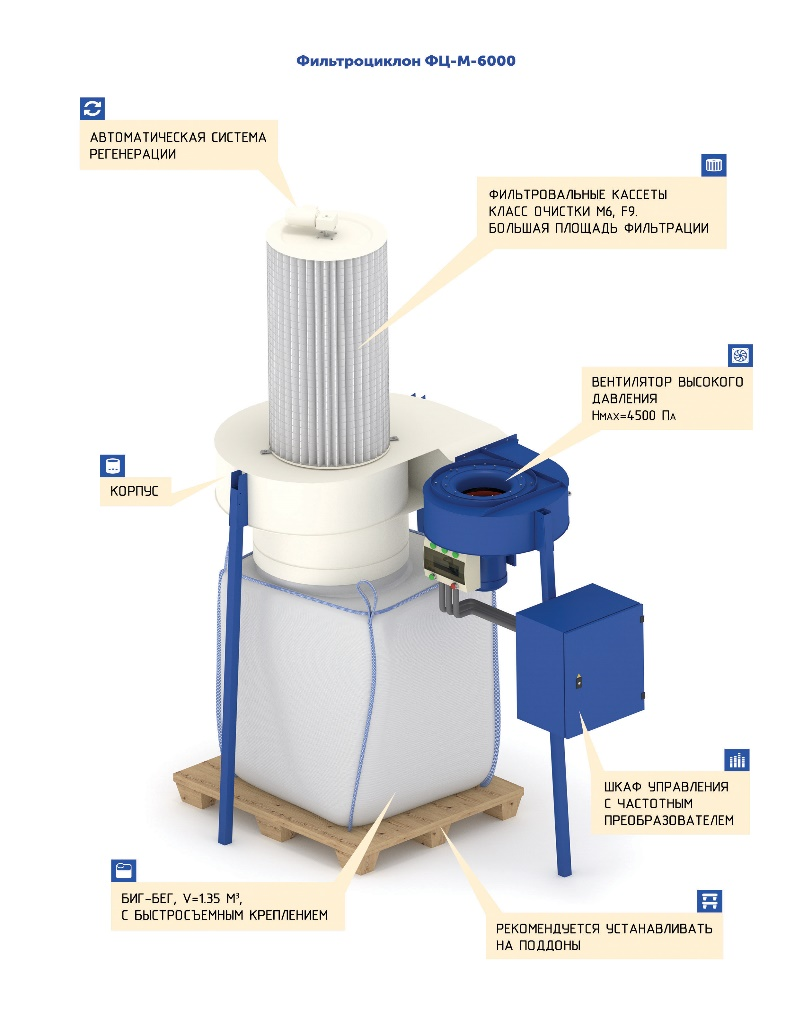 Фильтроциклон ФЦ-М-6000
АВТОМАТИЧЕСКАЯ СИСТЕМА
РЕГЕНЕРАЦИИ
ФИЛЬТРОВАЛЬНЫЕ КАССЕТЫ
КЛАСС ОЧИСТКИ М6, F9.
БОЛЬШАЯ ПЛОЩАДЬ ФИЛЬТРАЦИИ
ВЕНТИЛЯТОР ВЫСОКОГО
ДАВЛЕНИЯ
Hмах=4500 Па
КОРПУС
ШКАФ УПРАВЛЕНИЯ
С ЧАСТОТНЫМ
ПРЕОБРАЗОВАТЕЛЕМ
БИГ-БЕГ, V=1.35 М³,
С БЫСТРОСЪЕМНЫМ КРЕПЛЕНИЕМ
РЕКОМЕНДУЕТСЯ УСТАНАВЛИВАТЬ
НА ПОДДОНЫ